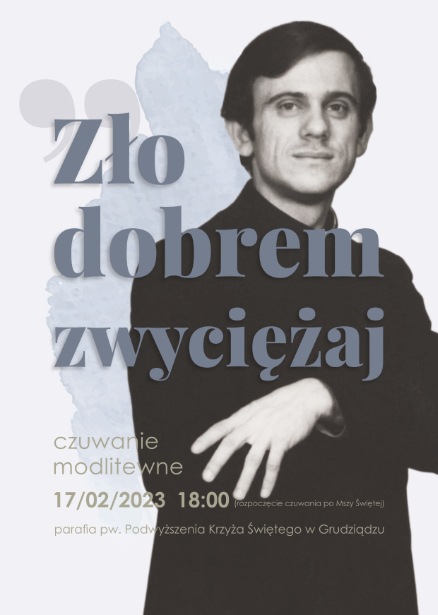 ”
Zło
dobrem
zwyciężaj
czuwanie
modlitewne
17/02/2023 18:00 (rozpoczęcie czuwania po Mszy Świętej)
parafia pw. Podwyższenia Krzyża Świętego w Grudziądzu